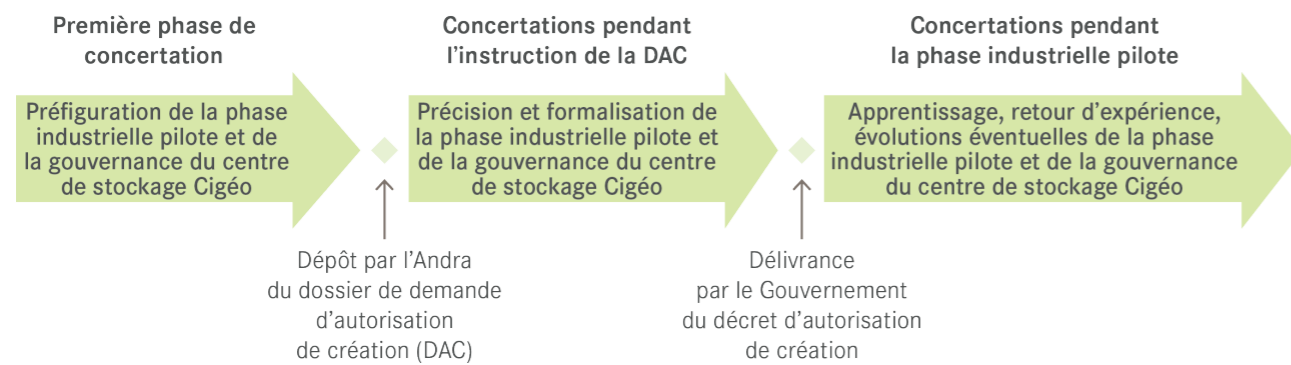 Première phase de
concertation
Préfiguration de la phase
industrielle pilote et de
la gouvernance du centre
de stockage Cigéo
Dépôt par l'Andra
du dossier de demande
d'autorisation
de création (DAC)
Concertations pendant
l'instruction de la DAC
Précision et formalisation de
la phase industrielle pilote et
de la gouvernance du centre
de stockage Cigéo
Délivrance
par le Gouvernement
du décret d'autorisation
de création
Concertations pendant
la phase industrielle pilote
Apprentissage, retour d'expérience,
évolutions éventuelles de la phase
industrielle pilote et de la gouvernance
du centre de stockage Cigéo